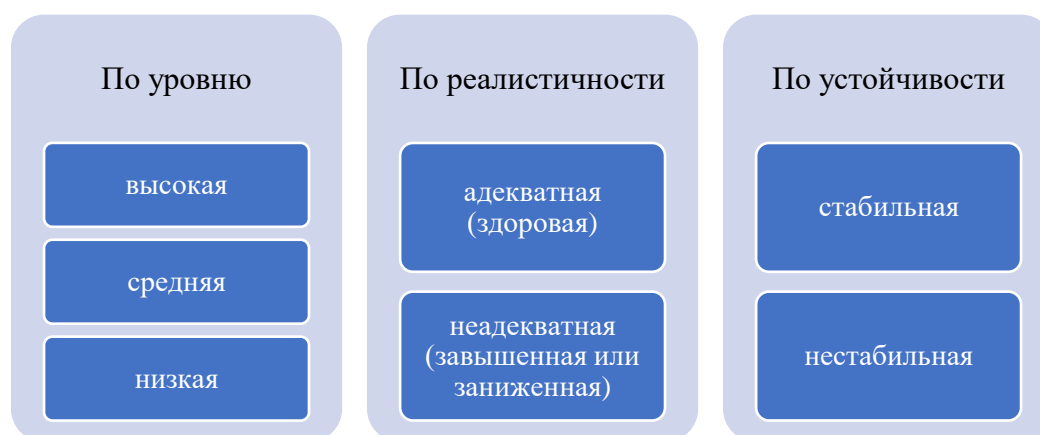 По уровню
высокая
средняя
низкая
По реалистичности
адекватная
(здоровая)
неадекватная
(завышенная или
заниженная)
По устойчивости
стабильная
нестабильная